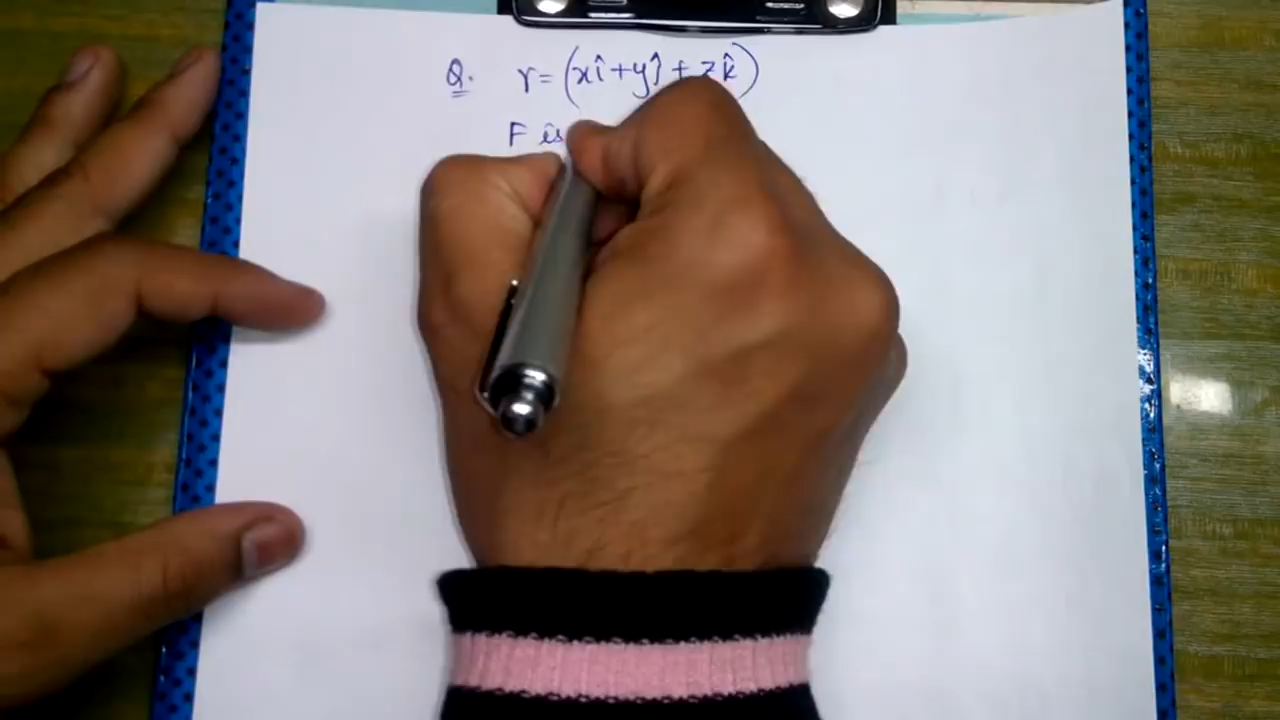 Q. r = (xî + yĵ + zk̂)
F is